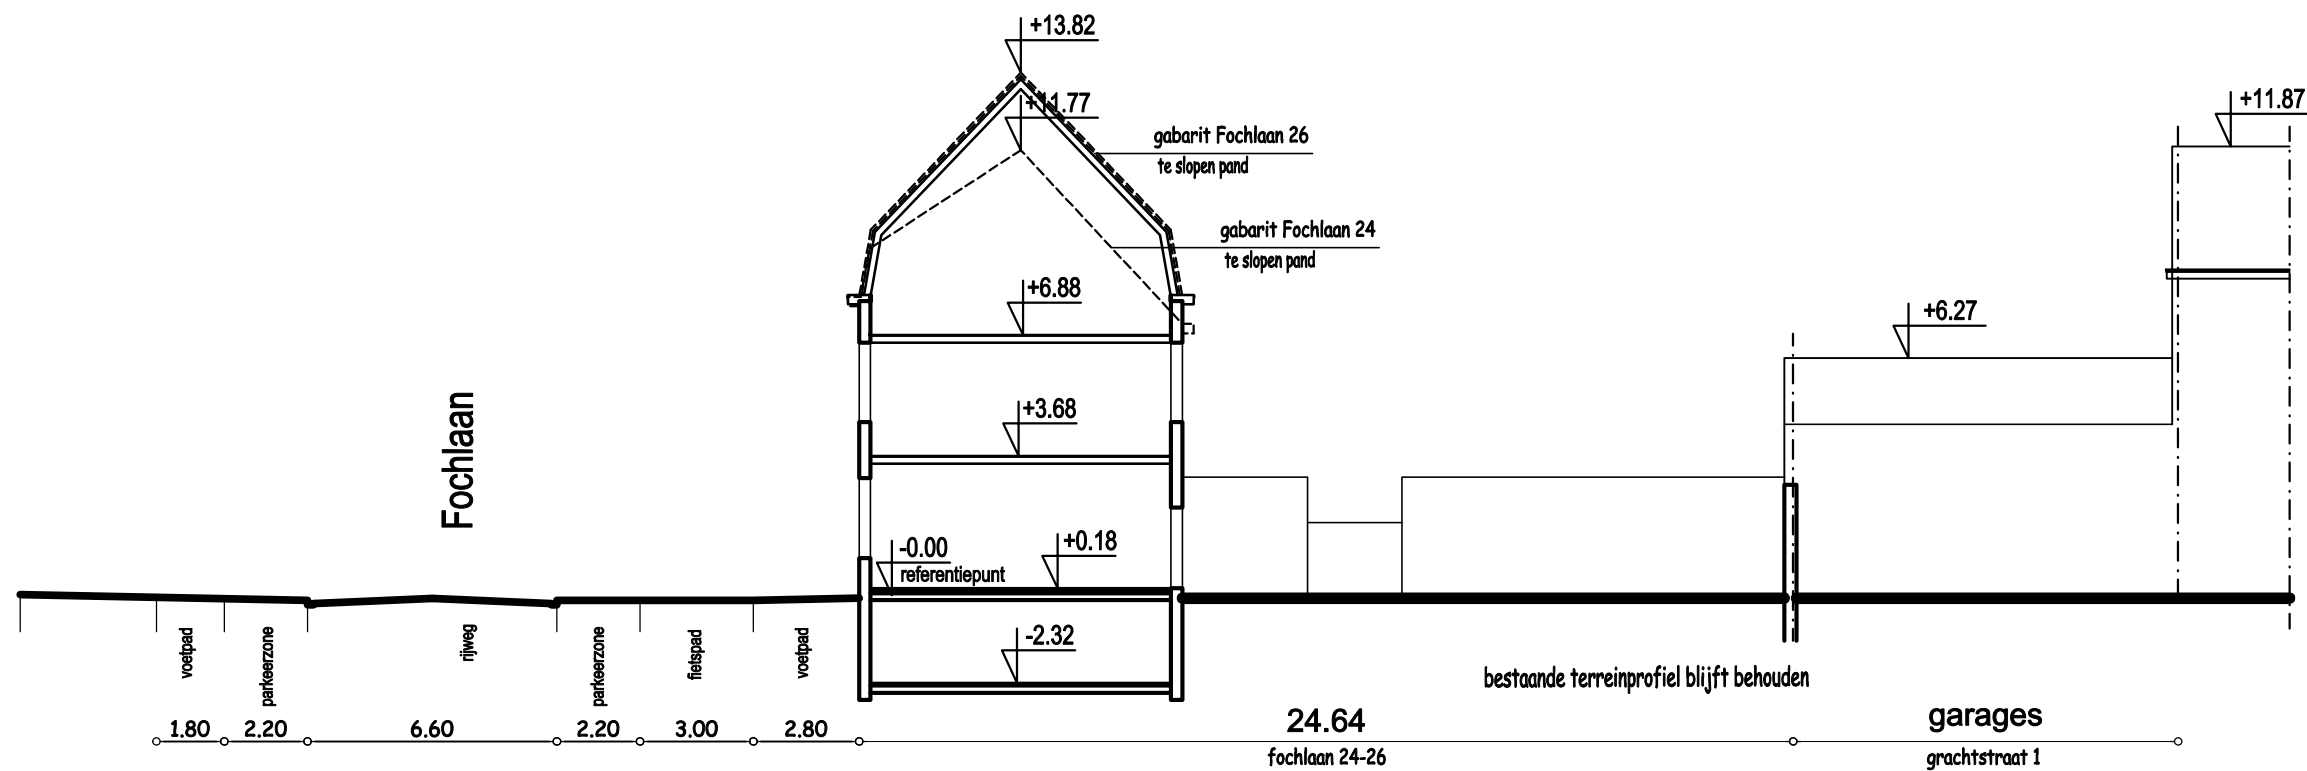 +13.82
+11.77
+11.87
gabarit Fochlaan 26
te slopen pand
gabarit Fochlaan 24
te slopen pand
+6.88
+6.27
Fochlaan
+3.68
-0.00
referentiepunt
+0.18
-2.32
voetpad
parkeerzone
rijweg
parkeerzone
fietspad
voetpad
bestaande terreinprofiel blijft behouden
1.80
2.20
6.60
2.20
3.00
2.80
24.64
garages
fochlaan 24-26
grachtstraat 1